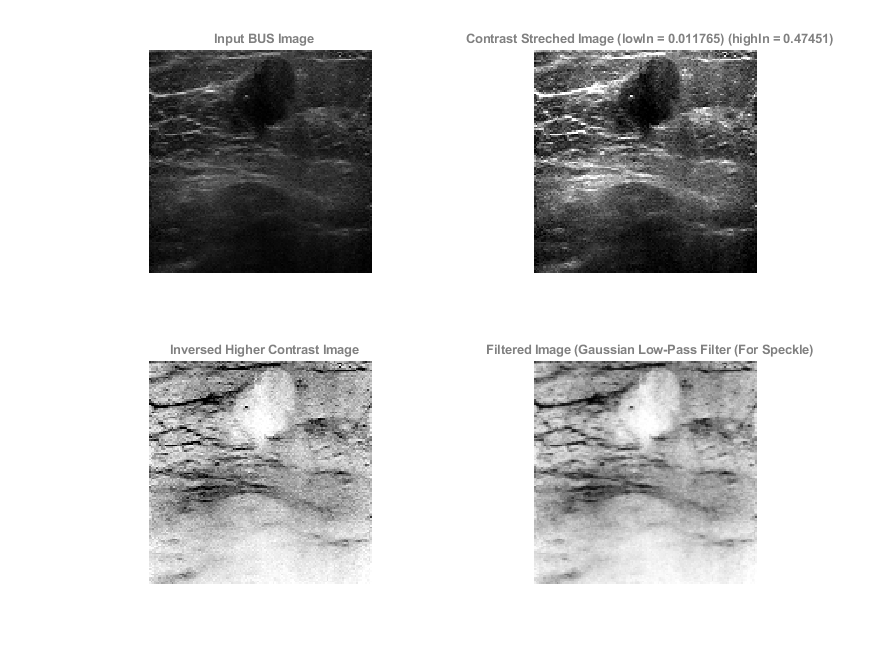 Input BUS Image
Contrast Streched Image (lowIn = 0.011765) (highIn = 0.47451)
Inversed Higher Contrast Image
Filtered Image (Gaussian Low-Pass Filter (For Speckle)